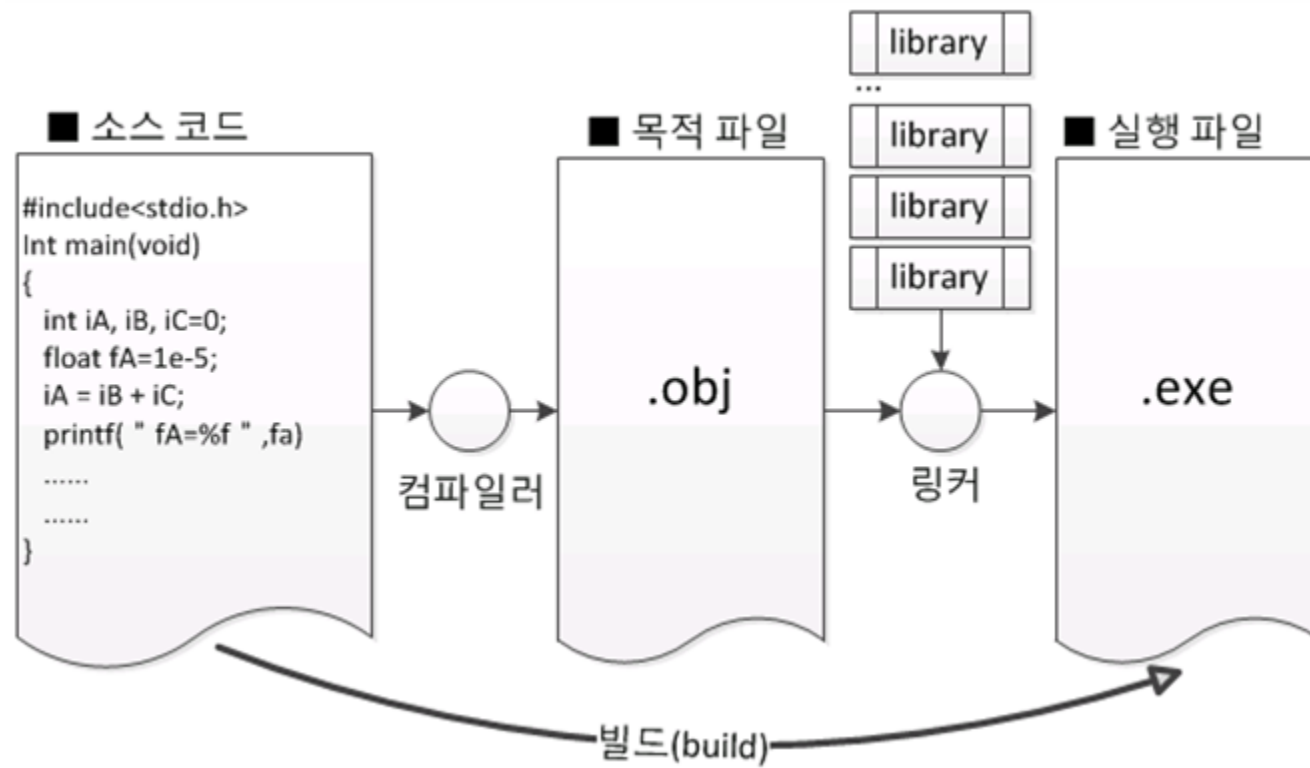 library
...
■ 소스 코드
■ 목적 파일
library
■ 실행 파일
library
library
#include<stdio.h>
Int main(void)
{
int iA, iB, iC=0;
float fA=1e-5;
iA = iB + iC;
printf( " fA=%f " ,fa)
......
......
}
컴파일러
.obj
링커
.exe
빌드(build)